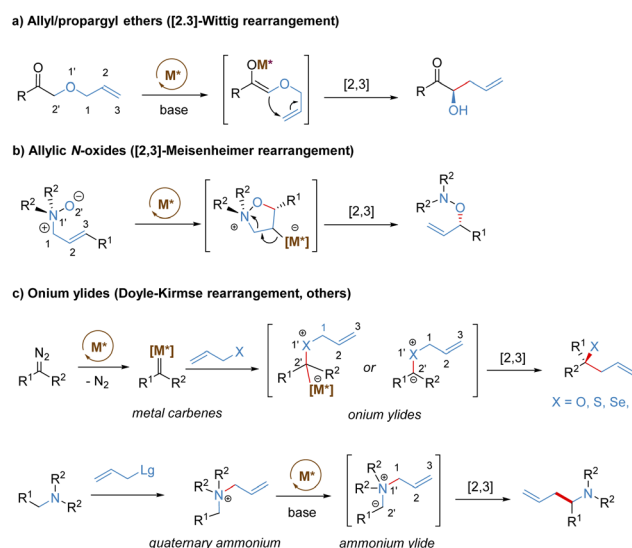 a) Allyl/propargyl ethers ([2.3]-Wittig rearrangement)
O
R
2'
1'
O
1
2
3
M*
base
OM*
R
O
[2,3]
O
R
OH
b) Allylic N-oxides ([2,3]-Meisenheimer rearrangement)
R²
R²
N
⊕
1'
O
⊖
2'
1
2
3
R¹
M*
R²
R²
N
⊕
O
R¹
⊖
[M*]
[2,3]
R²
R²
N
O
R¹
c) Onium ylides (Doyle-Kirmse rearrangement, others)
N₂
R¹
R²
M*
- N₂
[M*]
R¹
R²
metal carbenes
X
⊕
X
1'
1
2
3
2'
R¹
R²
⊖
[M*]
or
⊕
X
1'
1
2
3
2'
R¹
⊖
R²
onium ylides
[2,3]
R¹
X
R²
X = O, S, Se,
R¹
N
R²
R²
Lg
R²
R²
N
⊕
R¹
quaternary ammonium
M*
base
R²
R²
N
⊕
1'
1
2
3
⊖
R¹
2'
ammonium ylide
[2,3]
R²
N
R²
R¹